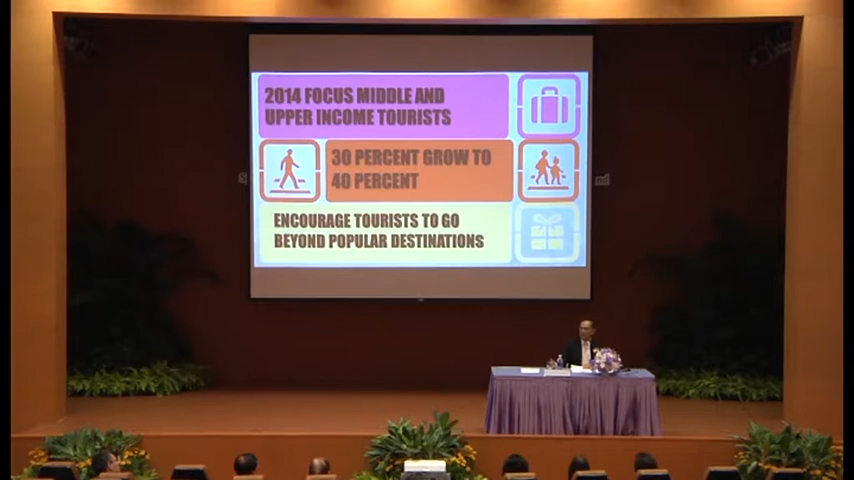 2014 FOCUS MIDDLE AND
UPPER INCOME TOURISTS
30 PERCENT GROW TO
40 PERCENT
ENCOURAGE TOURISTS TO GO
BEYOND POPULAR DESTINATIONS